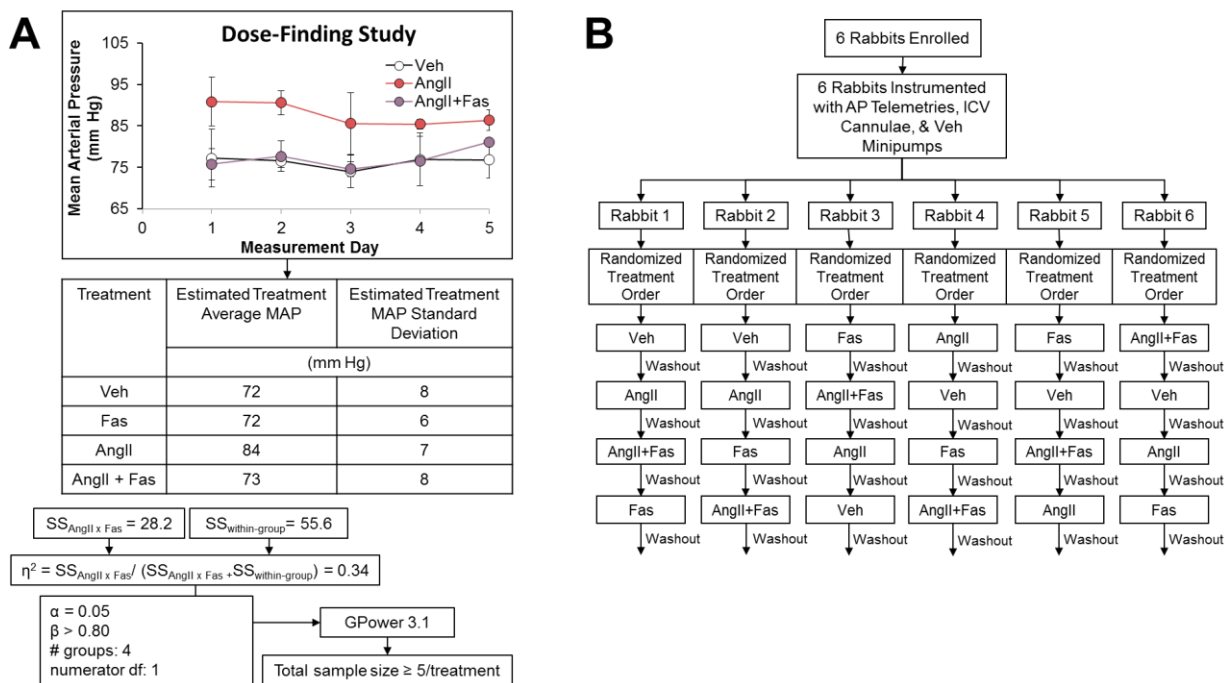 A
Dose-Finding Study
Mean Arterial Pressure
(mm Hg)
105
95
85
75
65
Veh
AngII
AngII+Fas
0 1 2 3 4 5
Measurement Day
Treatment
Estimated Treatment
Average MAP
Estimated Treatment
MAP Standard
Deviation
(mm Hg)
Veh 72 8
Fas 72 6
AngII 84 7
AngII + Fas 73 8
SSAngII x Fas = 28.2
SSwithin-group = 55.6
η² = SSAngII x Fas/ (SSAngII x Fas +SSwithin-group) = 0.34
α = 0.05
β > 0.80
# groups: 4
numerator df: 1
GPower 3.1
Total sample size ≥ 5/treatment
B
6 Rabbits Enrolled
6 Rabbits Instrumented
with AP Telemetries, ICV
Cannulae, & Veh
Minipumps
Rabbit 1 Rabbit 2 Rabbit 3 Rabbit 4 Rabbit 5 Rabbit 6
Randomized Randomized Randomized Randomized Randomized Randomized
Treatment Treatment Treatment Treatment Treatment Treatment
Order Order Order Order Order Order
Veh Veh Fas AngII Fas AngII+Fas
Washout Washout Washout Washout Washout Washout
AngII AngII AngII+Fas Veh Veh Veh
Washout Washout Washout Washout Washout Washout
AngII+Fas Fas AngII Fas AngII+Fas AngII
Washout Washout Washout Washout Washout Washout
Fas AngII+Fas Veh AngII+Fas AngII Fas
Washout Washout Washout Washout Washout Washout